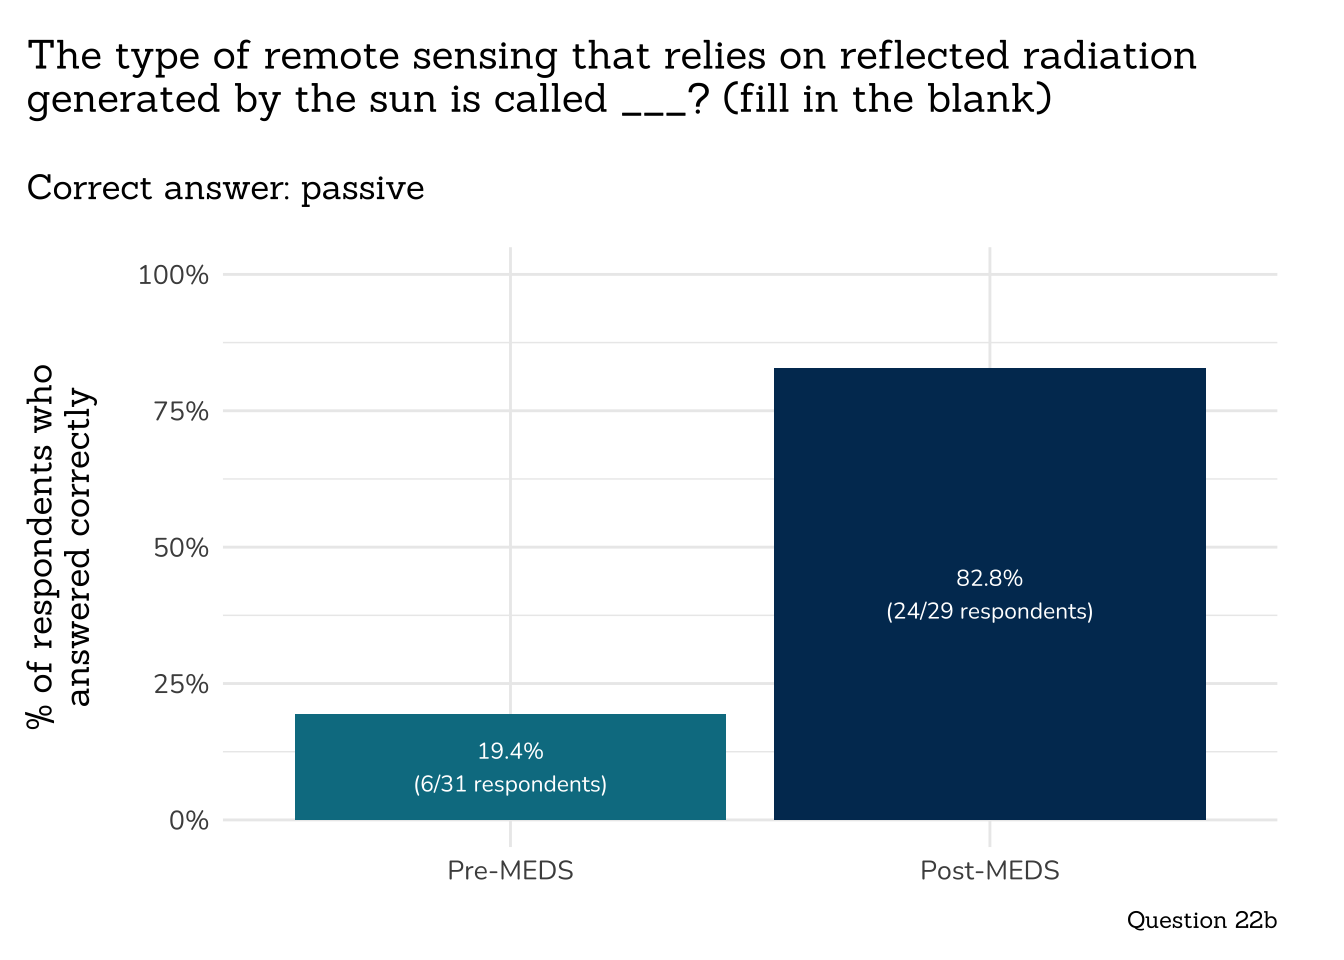 The type of remote sensing that relies on reflected radiation
generated by the sun is called ___? (fill in the blank)
Correct answer: passive
% of respondents who
answered correctly
100%
75%
50%
25%
0%
19.4%
(6/31 respondents)
82.8%
(24/29 respondents)
Pre-MEDS
Post-MEDS
Question 22b